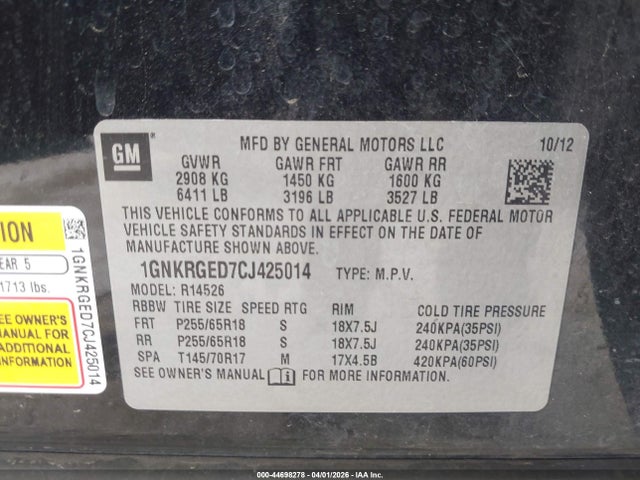 GM
MFD BY GENERAL MOTORS LLC 10/12
GVWR GAWR FRT GAWR RR
2908 KG 1450 KG 1600 KG
6411 LB 3196 LB 3527 LB
THIS VEHICLE CONFORMS TO ALL APPLICABLE U.S. FEDERAL MOTOR
VEHICLE SAFETY STANDARDS IN EFFECT ON THE DATE OF
MANUFACTURE SHOWN ABOVE.
1GNKRGED7CJ425014 TYPE: M.P.V.
MODEL: R14526
RBBW TIRE SIZE SPEED RTG RIM COLD TIRE PRESSURE
FRT P255/65R18 S 18X7.5J 240KPA(35PSI)
RR P255/65R18 S 18X7.5J 240KPA(35PSI)
SPA T145/70R17 M 17X4.5B 420KPA(60PSI)
SEE OWNER'S MANUAL FOR ADDITIONAL INFORMATION.
TION
EAR 5
1713 lbs.
SEE OWNER'S
MANUAL FOR
ADDITIONAL
INFORMATION
1GNKRGED7CJ425014
000-44698278 - 04/01/2026 - IAA Inc.